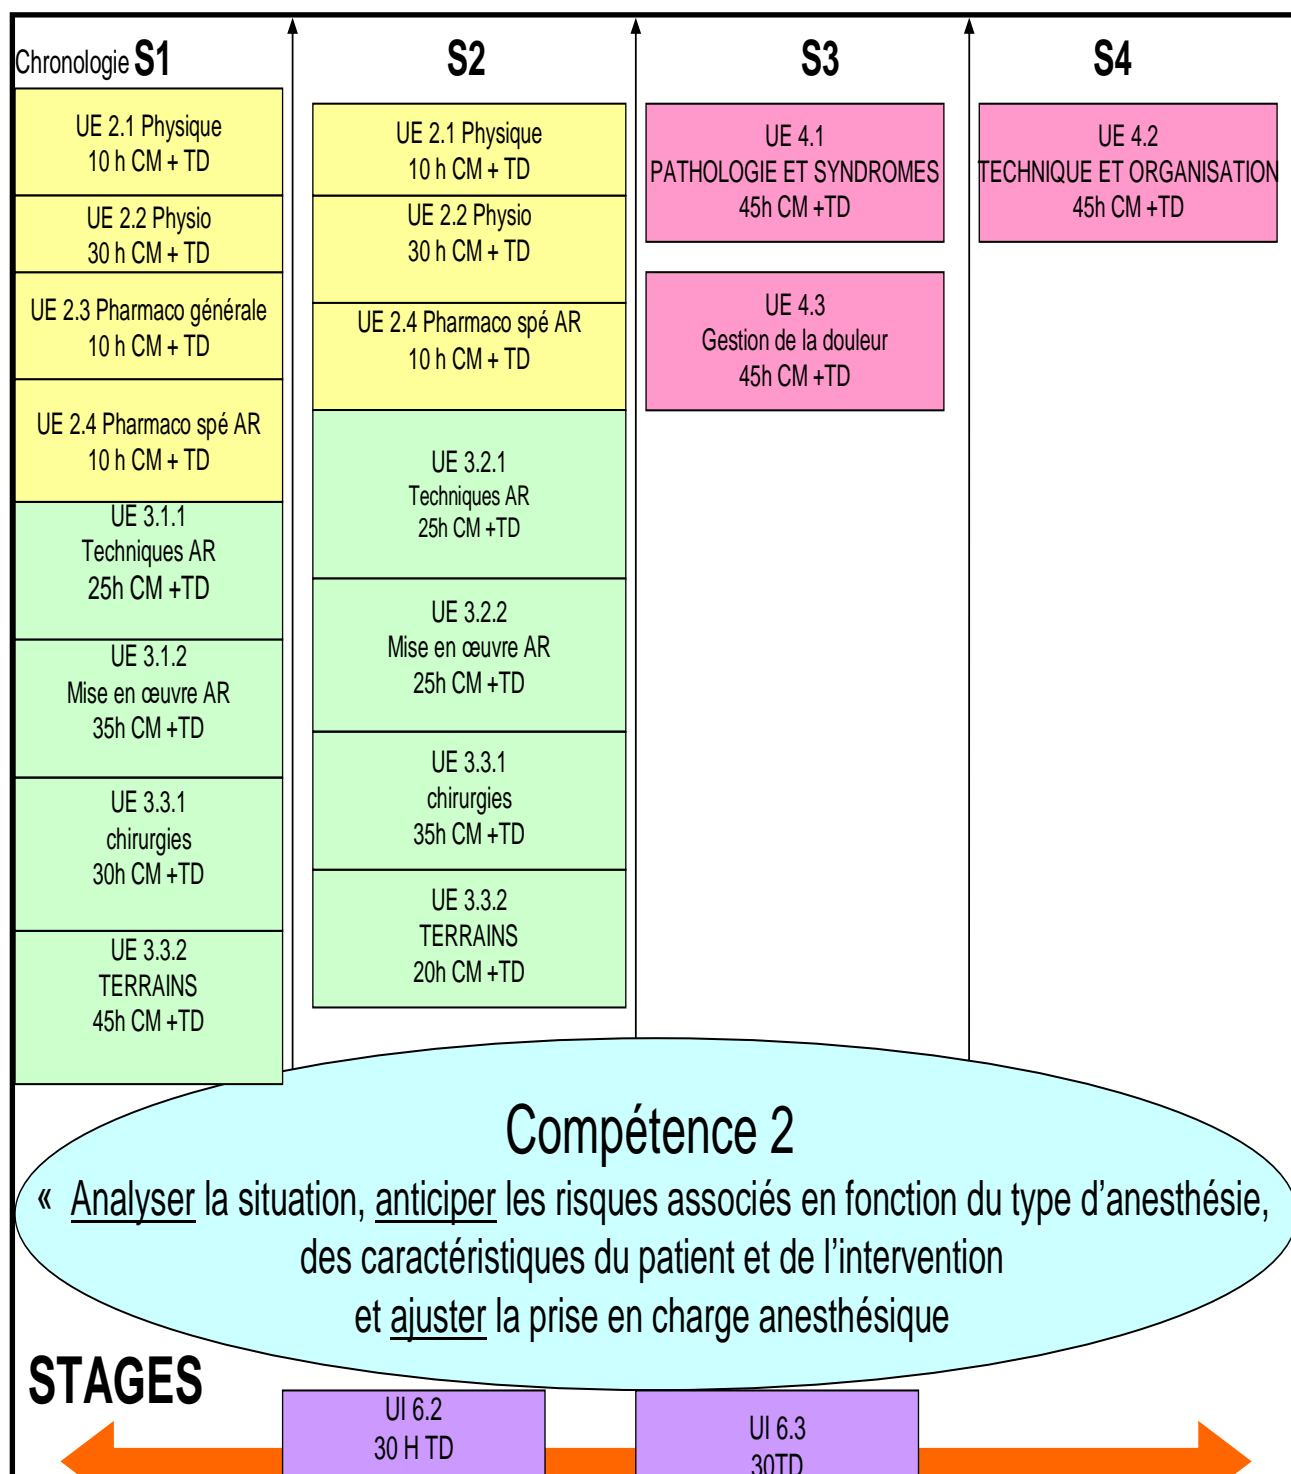 Chronologie S1
S2
S3
S4
UE 2.1 Physique
10 h CM + TD
UE 2.2 Physio
30 h CM + TD
UE 2.3 Pharmaco générale
10 h CM + TD
UE 2.4 Pharmaco spé AR
10 h CM + TD
UE 3.1.1
Techniques AR
25h CM +TD
UE 3.1.2
Mise en œuvre AR
35h CM +TD
UE 3.3.1
chirurgies
30h CM +TD
UE 3.3.2
TERRAINS
45h CM +TD
UE 2.1 Physique
10 h CM + TD
UE 2.2 Physio
30 h CM + TD
UE 2.4 Pharmaco spé AR
10 h CM + TD
UE 3.2.1
Techniques AR
25h CM +TD
UE 3.2.2
Mise en œuvre AR
25h CM +TD
UE 3.3.1
chirurgies
35h CM +TD
UE 3.3.2
TERRAINS
20h CM +TD
UE 4.1
PATHOLOGIE ET SYNDROMES
45h CM +TD
UE 4.3
Gestion de la douleur
45h CM +TD
UE 4.2
TECHNIQUE ET ORGANISATION
45h CM +TD
Compétence 2
« Analyser la situation, anticiper les risques associés en fonction du type d’anesthésie,
des caractéristiques du patient et de l’intervention
et ajuster la prise en charge anesthésique
STAGES
UI 6.2
30 H TD
UI 6.3
30TD